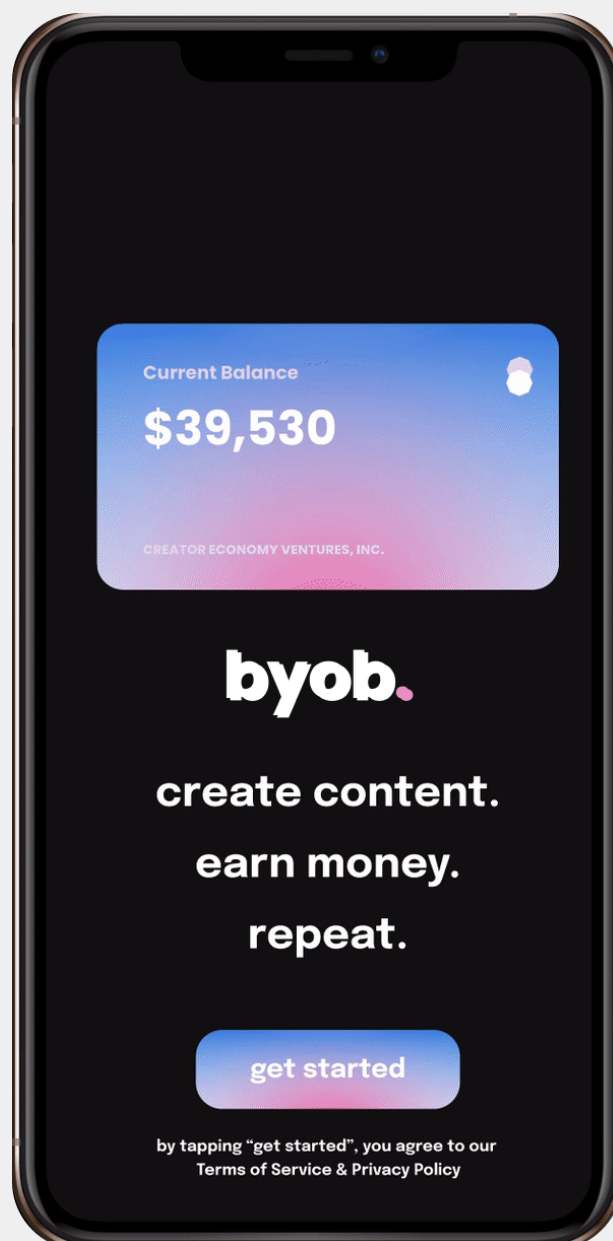 Current Balance
$39,530
CREATOR ECONOMY VENTURES, INC.
byob.
create content.
earn money.
repeat.
get started
by tapping “get started”, you agree to our
Terms of Service & Privacy Policy